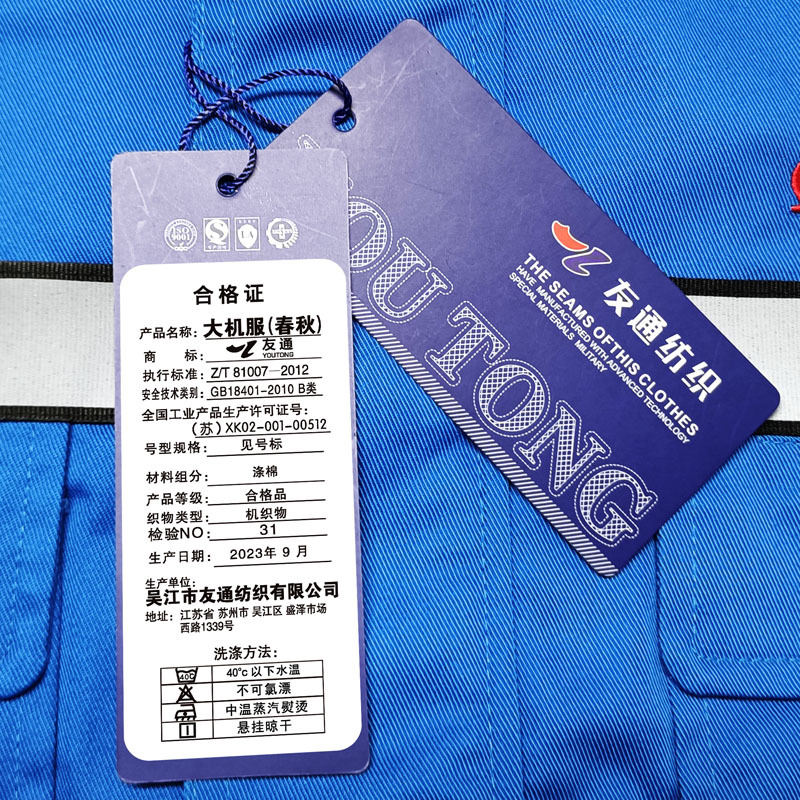 ISO
9001
合格证
产品名称: 大机服(春秋)
商 标: 友通
YOUTONG
执行标准: Z/T 81007—2012
安全技术类别: GB18401-2010 B类
全国工业产品生产许可证号:
(苏) XK02-001-00512
号型规格: 见号标
材料组分: 涤棉
产品等级: 合格品
织物类型: 机织物
检验NO: 31
生产日期: 2023年 9 月
生产单位:
吴江市友通纺织有限公司
地址: 江苏省 苏州市 吴江区 盛泽市场
西路1339号
洗涤方法:
40℃
40℃以下水温
不可氯漂
中温蒸汽熨烫
悬挂晾干
友通纺织
THE SEAMS OFTHIS CLOTHES
HAVE MANUFACTURED WITH ADVANCED TECHNOLOGY
SPECIAL MATERIALS MILITARY
YOU TONG